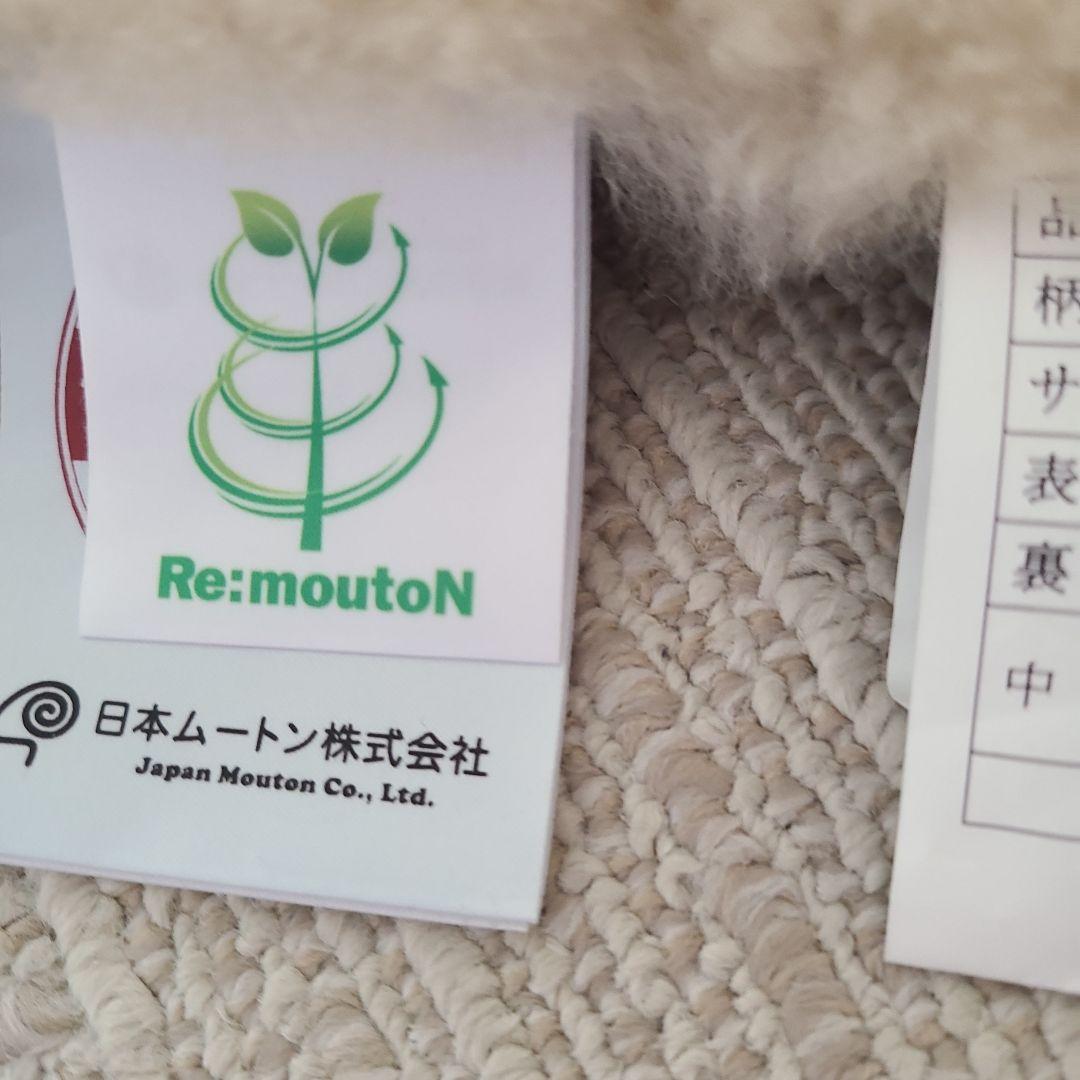 Re:moutoN
日本ムートン株式会社
Japan Mouton Co., Ltd.
品
柄
サ
表
裏
中